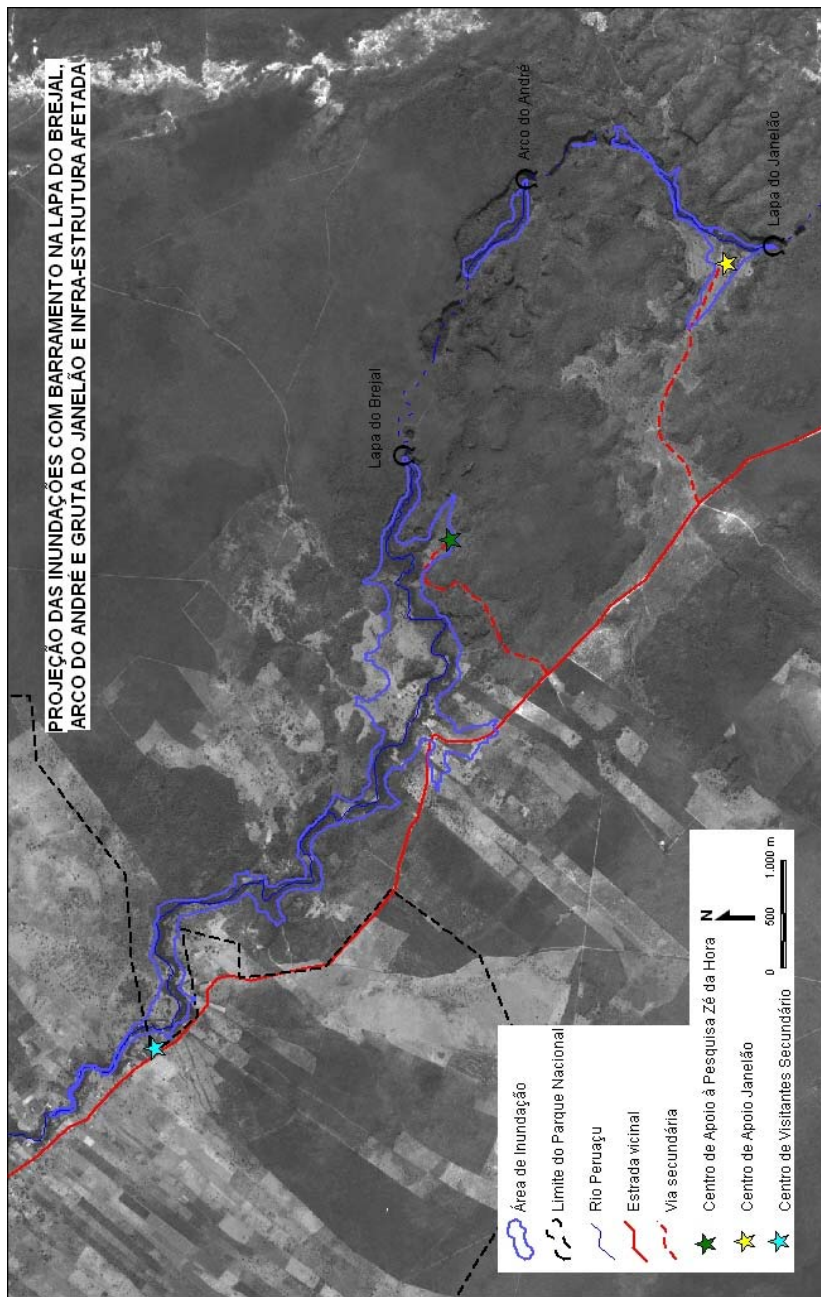 PROJEÇÃO DAS INUNDAÇÕES COM BARRAMENTO NA LAPA DO BREJAL,
ARCO DO ANDRÉ E GRUTA DO JANELÃO E INFRA-ESTRUTURA AFETADA
Arco do André
Lapa do Brejal
Lapa do Janelão
Área de Inundação
Limite do Parque Nacional
Rio Peruaçu
Estrada vicinal
Via secundária
Centro de Apoio à Pesquisa Zé da Hora
Centro de Apoio Janelão
Centro de Visitantes Secundário
N
0 500 1.000 m